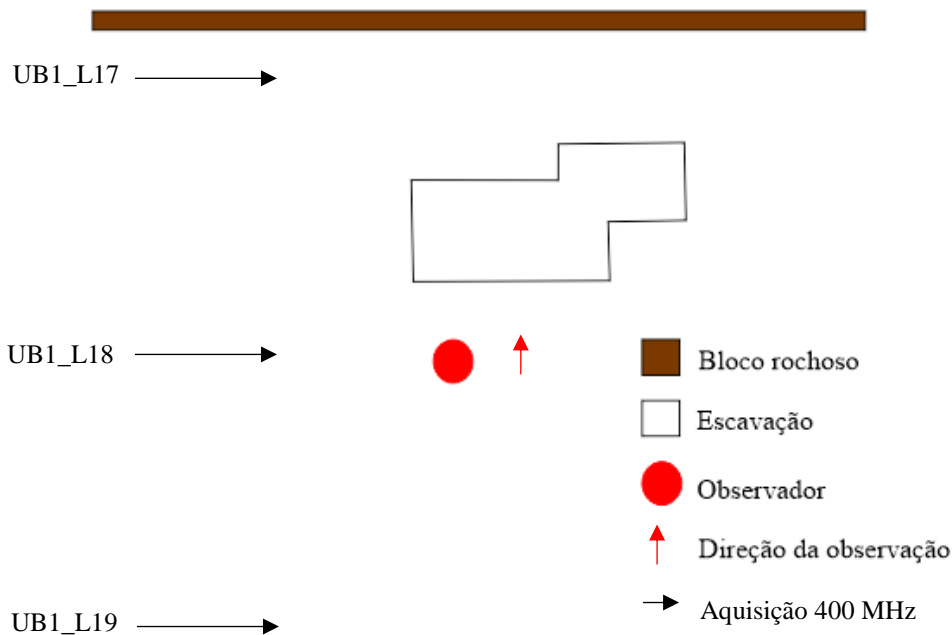 UB1_L17
UB1_L18
Bloco rochoso
Escavação
Observador
Direção da observação
Aquisição 400 MHz
UB1_L19